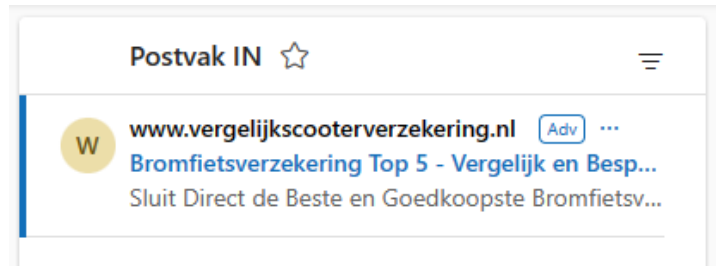 Postvak IN
W
www.vergelijkscooterverzekering.nl Adv ...
Bromfietsverzekering Top 5 - Vergelijk en Besp...
Sluit Direct de Beste en Goedkoopste Bromfietsv...